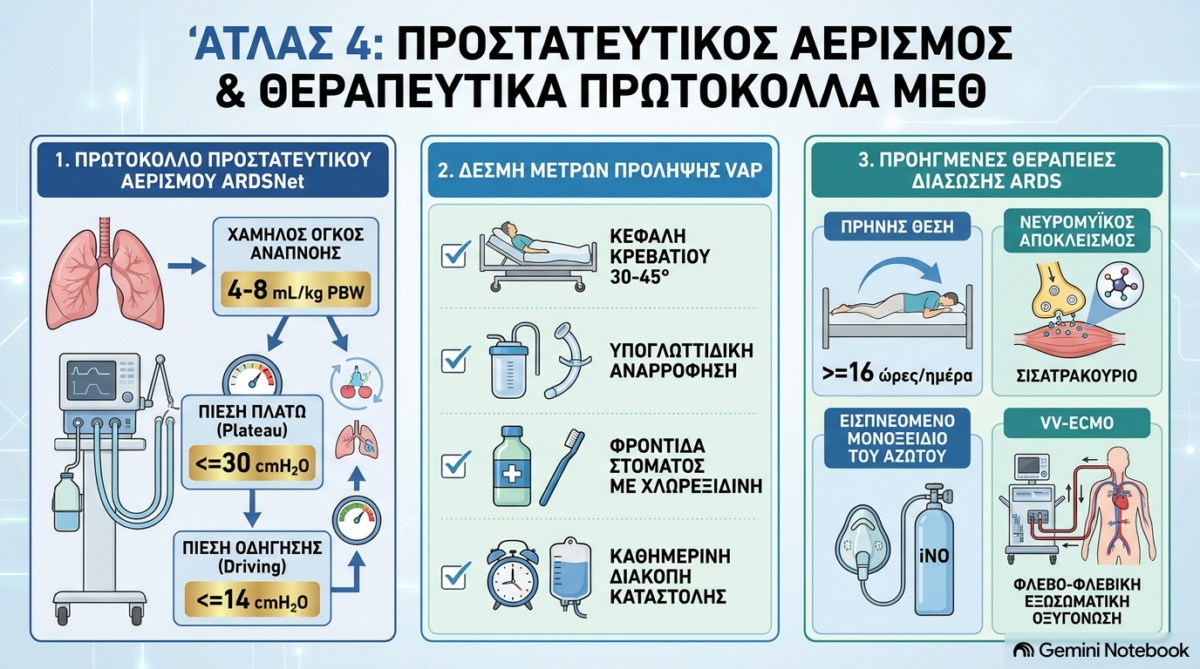 ʹΑΤΛΑΣ 4: ΠΡΟΣΤΑΤΕΥΤΙΚΟΣ ΑΕΡΙΣΜΟΣ
& ΘΕΡΑΠΕΥΤΙΚΑ ΠΡΩΤΟΚΟΛΛΑ ΜΕΘ
1. ΠΡΩΤΟΚΟΛΛΟ ΠΡΟΣΤΑΤΕΥΤΙΚΟΥ
ΑΕΡΙΣΜΟΥ ARDSNet
ΧΑΜΗΛΟΣ ΟΓΚΟΣ
ΑΝΑΠΝΟΗΣ
4-8 mL/kg PBW
ΠΙΕΣΗ ΠΛΑΤΩ
(Plateau)
<=30 cmH₂O
ΠΙΕΣΗ ΟΔΗΓΗΣΗΣ
(Driving)
<=14 cmH₂O
2. ΔΕΣΜΗ ΜΕΤΡΩΝ ΠΡΟΛΗΨΗΣ VAP
ΚΕΦΑΛΗ
ΚΡΕΒΑΤΙΟΥ
30-45°
ΥΠΟΓΛΩΤΤΙΔΙΚΗ
ΑΝΑΡΡΟΦΗΣΗ
ΦΡΟΝΤΙΔΑ
ΣΤΟΜΑΤΟΣ
ΜΕ ΧΛΩΡΕΞΙΔΙΝΗ
ΚΑΘΗΜΕΡΙΝΗ
ΔΙΑΚΟΠΗ
ΚΑΤΑΣΤΟΛΗΣ
3. ΠΡΟΗΓΜΕΝΕΣ ΘΕΡΑΠΕΙΕΣ
ΔΙΑΣΩΣΗΣ ARDS
ΠΡΗΝΗΣ ΘΕΣΗ
>=16 ώρες/ημέρα
ΝΕΥΡΟΜΥΪΚΟΣ
ΑΠΟΚΛΕΙΣΜΟΣ
ΣΙΣΑΤΡΑΚΟΥΡΙΟ
ΕΙΣΠΝΕΟΜΕΝΟ
ΜΟΝΟΞΕΙΔΙΟ
ΤΟΥ ΑΖΩΤΟΥ
iNO
VV-ECMO
ΦΛΕΒΟ-ΦΛΕΒΙΚΗ
ΕΞΩΣΩΜΑΤΙΚΗ
ΟΞΥΓΟΝΩΣΗ
Gemini Notebook